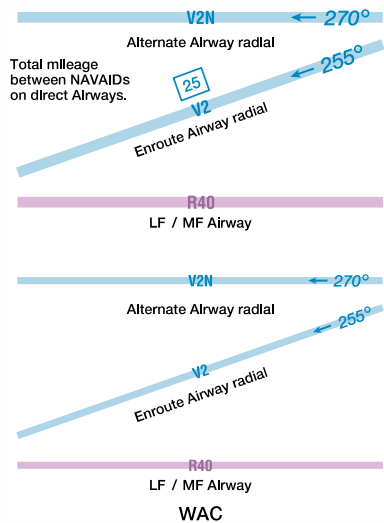 V2N ← 270°
Alternate Airway radial
Total mileage
between NAVAIDs
on direct Airways.
← 255°
25
V2
Enroute Airway radial
R40
LF / MF Airway
V2N ← 270°
Alternate Airway radial
← 255°
V2
Enroute Airway radial
R40
LF / MF Airway
WAC